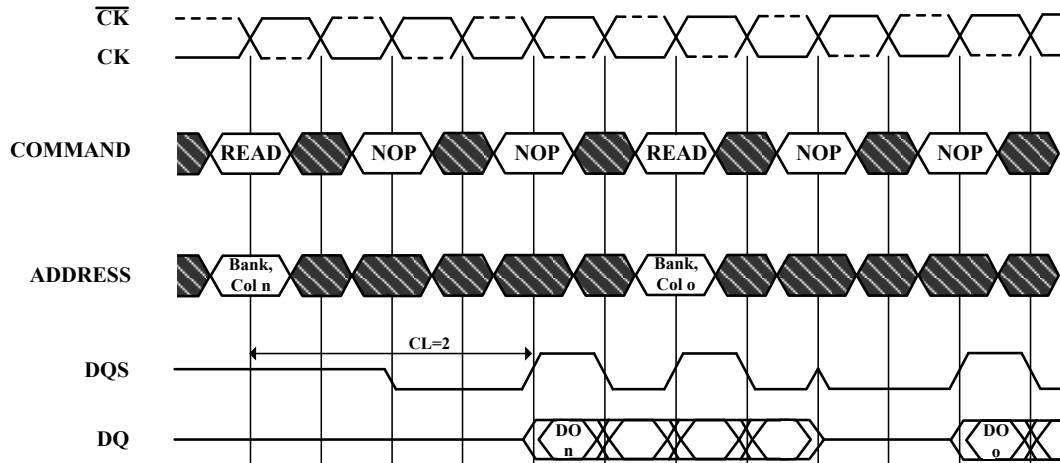 CK
CK
COMMAND
READ NOP NOP READ NOP NOP
ADDRESS
Bank,
Col n
Bank,
Col o
CL=2
DQS
DQ
DO
n
DO
o